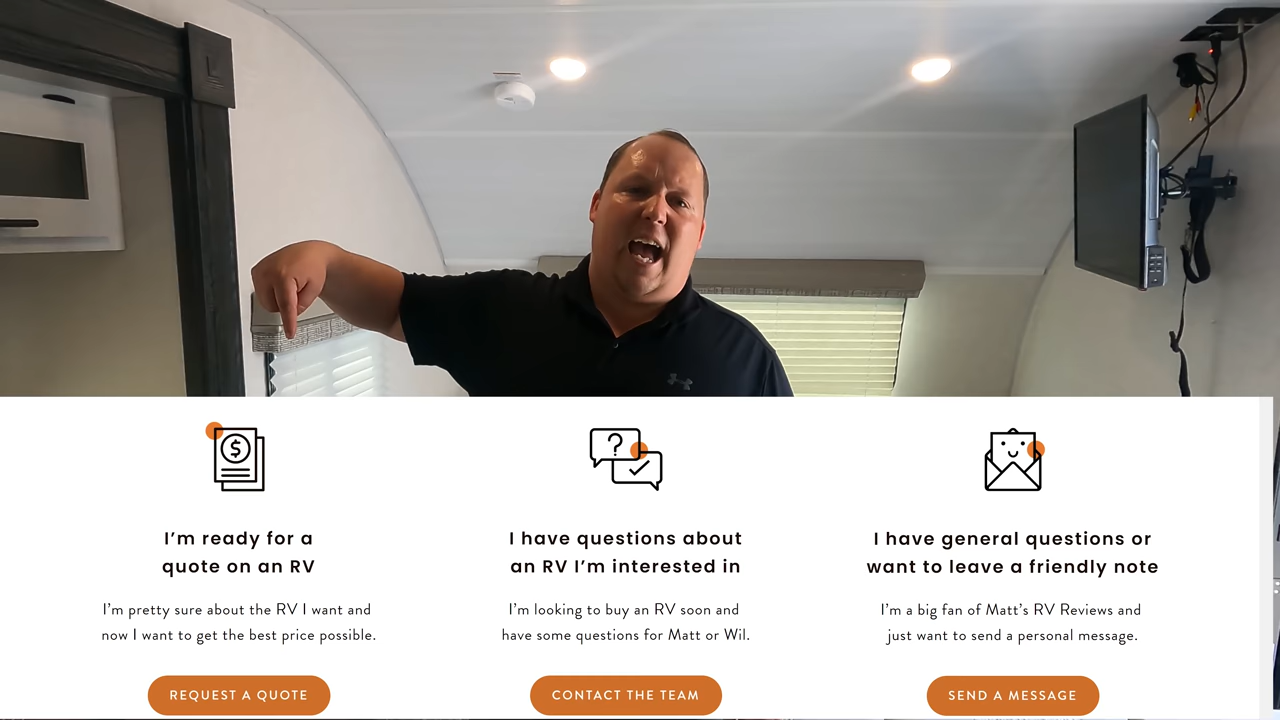 I'm ready for a
quote on an RV
I'm pretty sure about the RV I want and
now I want to get the best price possible.
REQUEST A QUOTE
I have questions about
an RV I'm interested in
I'm looking to buy an RV soon and
have some questions for Matt or Wil.
CONTACT THE TEAM
I have general questions or
want to leave a friendly note
I'm a big fan of Matt's RV Reviews and
just want to send a personal message.
SEND A MESSAGE